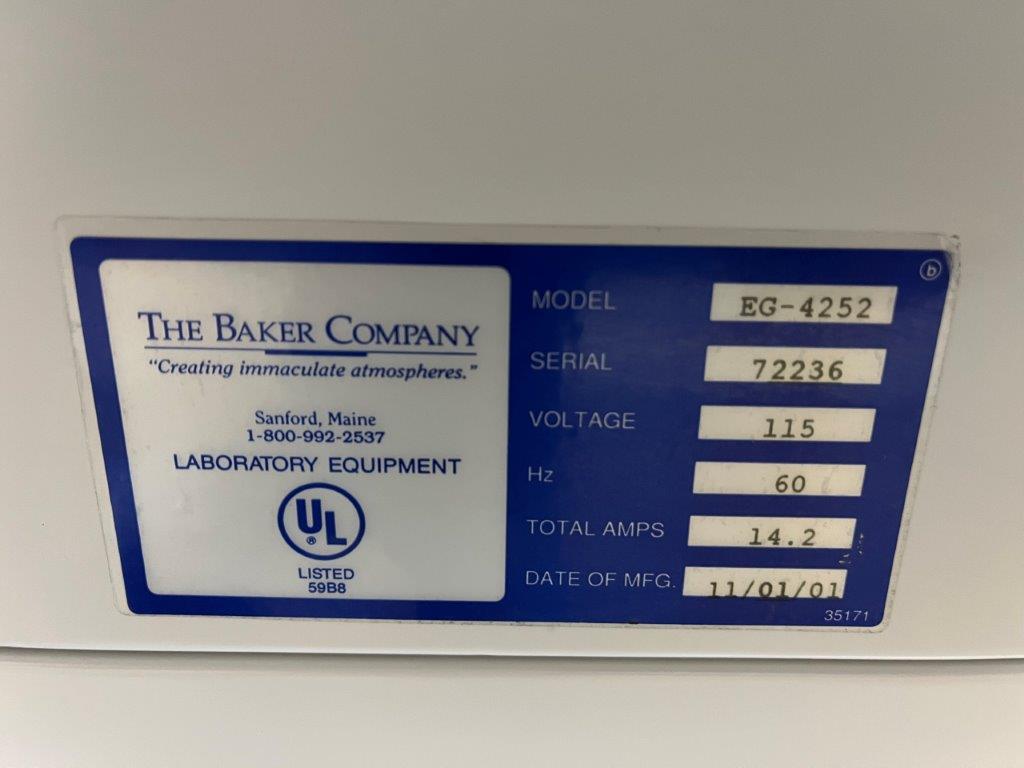 THE BAKER COMPANY
“Creating immaculate atmospheres.”
Sanford, Maine
1-800-992-2537
LABORATORY EQUIPMENT
UL
®
LISTED
59B8
b
MODEL EG-4252
SERIAL 72236
VOLTAGE 115
Hz 60
TOTAL AMPS 14.2
DATE OF MFG. 11/01/01
35171